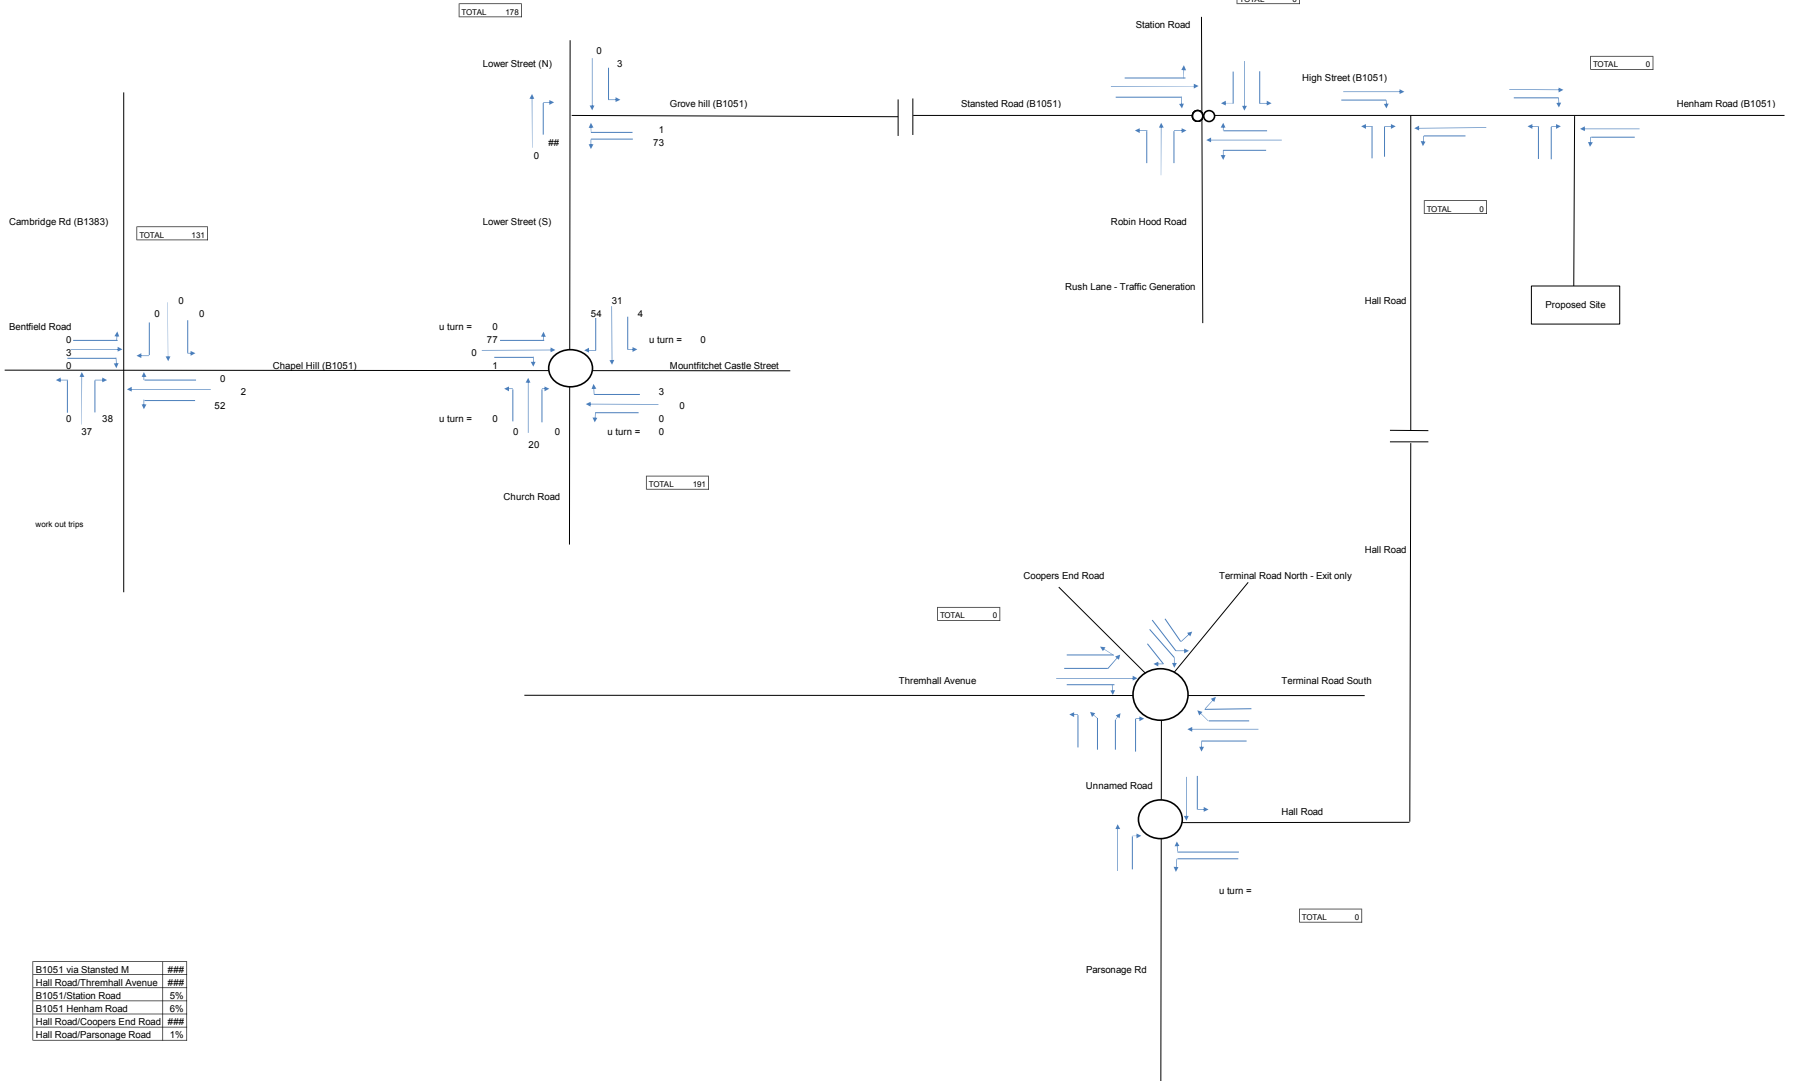 TOTAL 178
0
Station Road
Lower Street (N)
0
3
High Street (B1051)
TOTAL 0
Grove hill (B1051)
Stansted Road (B1051)
Henham Road (B1051)
1
##
73
0
Cambridge Rd (B1383)
TOTAL 131
Lower Street (S)
Robin Hood Road
TOTAL 0
Rush Lane - Traffic Generation
Hall Road
Proposed Site
0
0
0
Bentfield Road
0
3
0
Chapel Hill (B1051)
0
2
52
0
38
37
31
54
4
u turn = 0
77
u turn = 0
0
1
Mountfitchet Castle Street
3
0
0
u turn = 0
u turn = 0
0
0
20
TOTAL 191
Church Road
work out trips
Hall Road
Coopers End Road
Terminal Road North - Exit only
TOTAL 0
Thremhall Avenue
Terminal Road South
Unnamed Road
Hall Road
u turn =
TOTAL 0
Parsonage Rd
B1051 via Stansted M ###
Hall Road/Thremhall Avenue ###
B1051/Station Road 5%
B1051 Henham Road 6%
Hall Road/Coopers End Road ###
Hall Road/Parsonage Road 1%